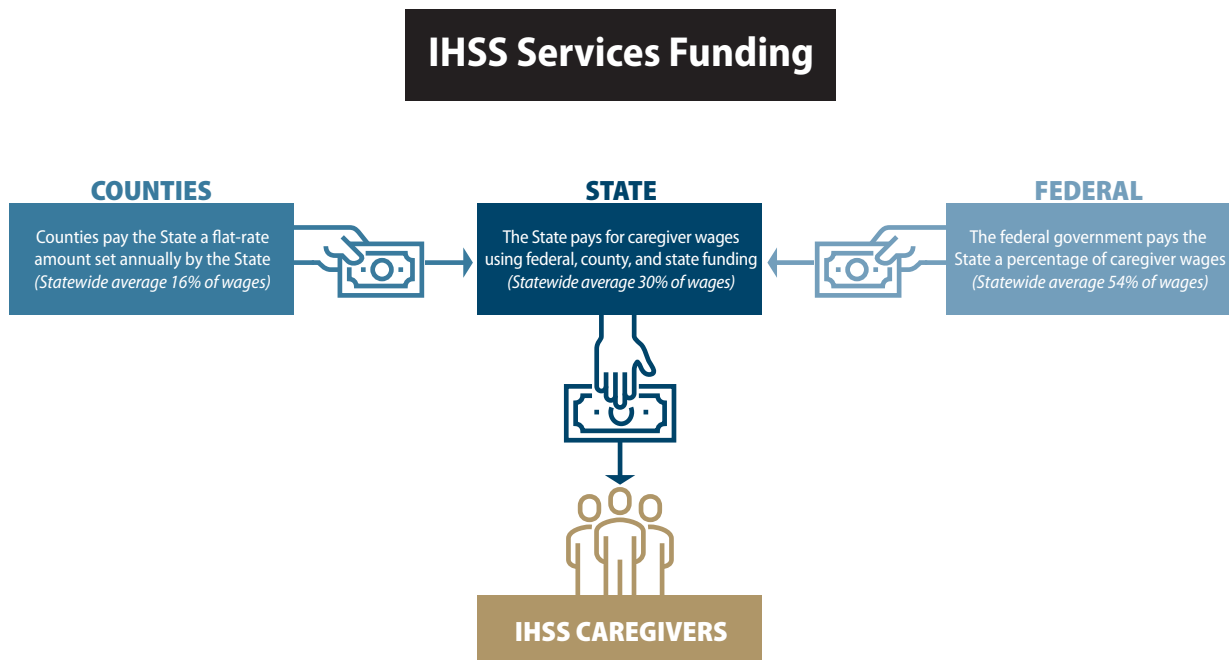 IHSS Services Funding
COUNTIES
Counties pay the State a flat-rate
amount set annually by the State
(Statewide average 16% of wages)
STATE
The State pays for caregiver wages
using federal, county, and state funding
(Statewide average 30% of wages)
FEDERAL
The federal government pays the
State a percentage of caregiver wages
(Statewide average 54% of wages)
IHSS CAREGIVERS